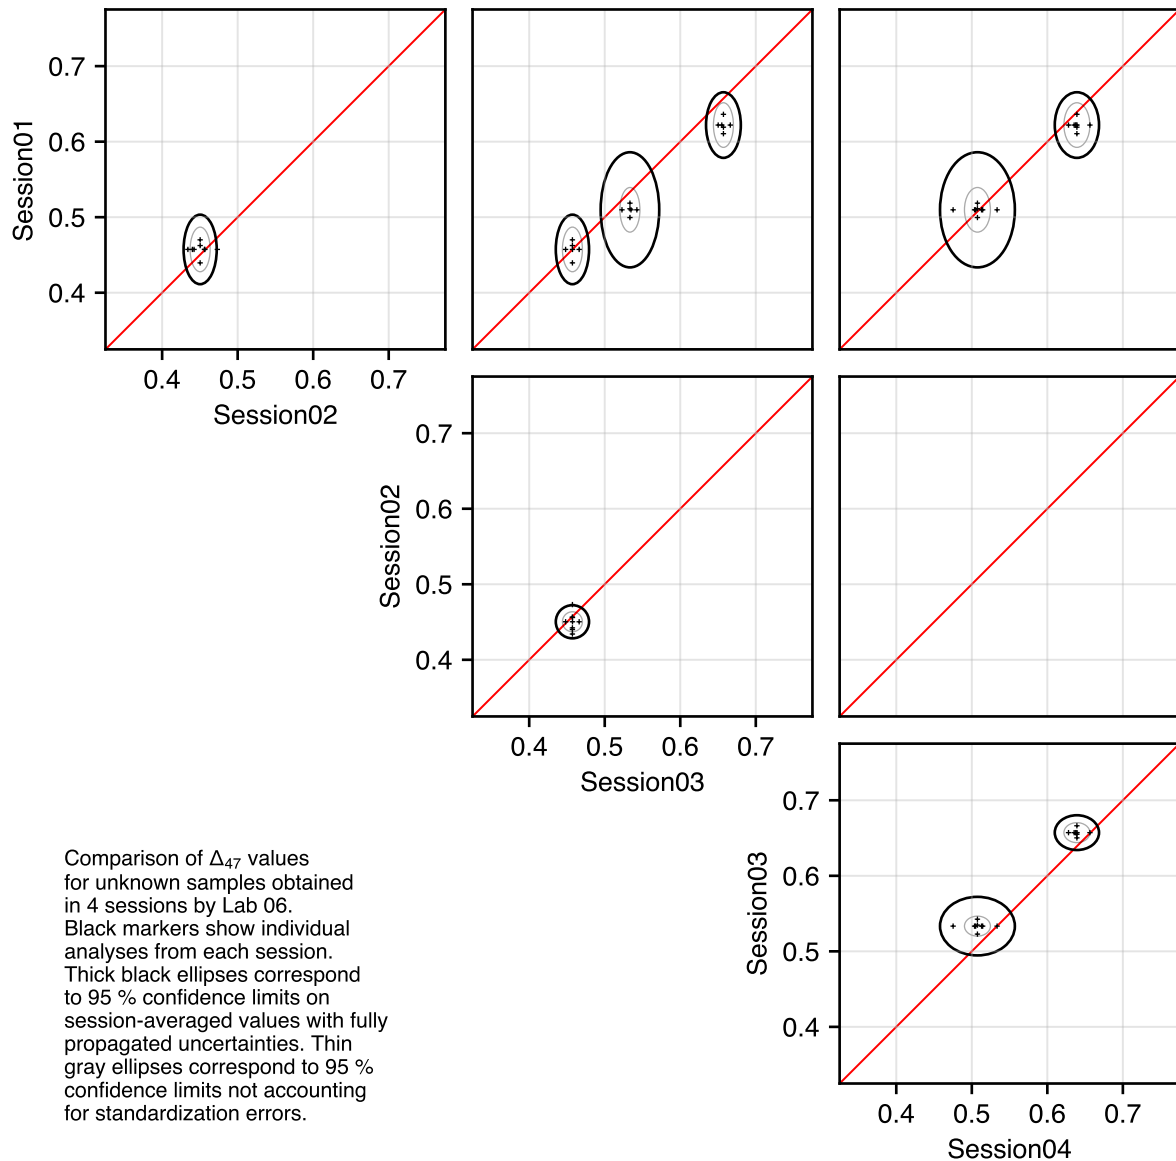 0.7
0.6
0.5
0.4
Session01
0.4 0.5 0.6 0.7
Session02
0.7
0.6
0.5
0.4
Session02
0.4 0.5 0.6 0.7
Session03
0.7
0.6
0.5
0.4
Session03
0.4 0.5 0.6 0.7
Session04
Comparison of Δ₄₇ values
for unknown samples obtained
in 4 sessions by Lab 06.
Black markers show individual
analyses from each session.
Thick black ellipses correspond
to 95 % confidence limits on
session-averaged values with fully
propagated uncertainties. Thin
gray ellipses correspond to 95 %
confidence limits not accounting
for standardization errors.